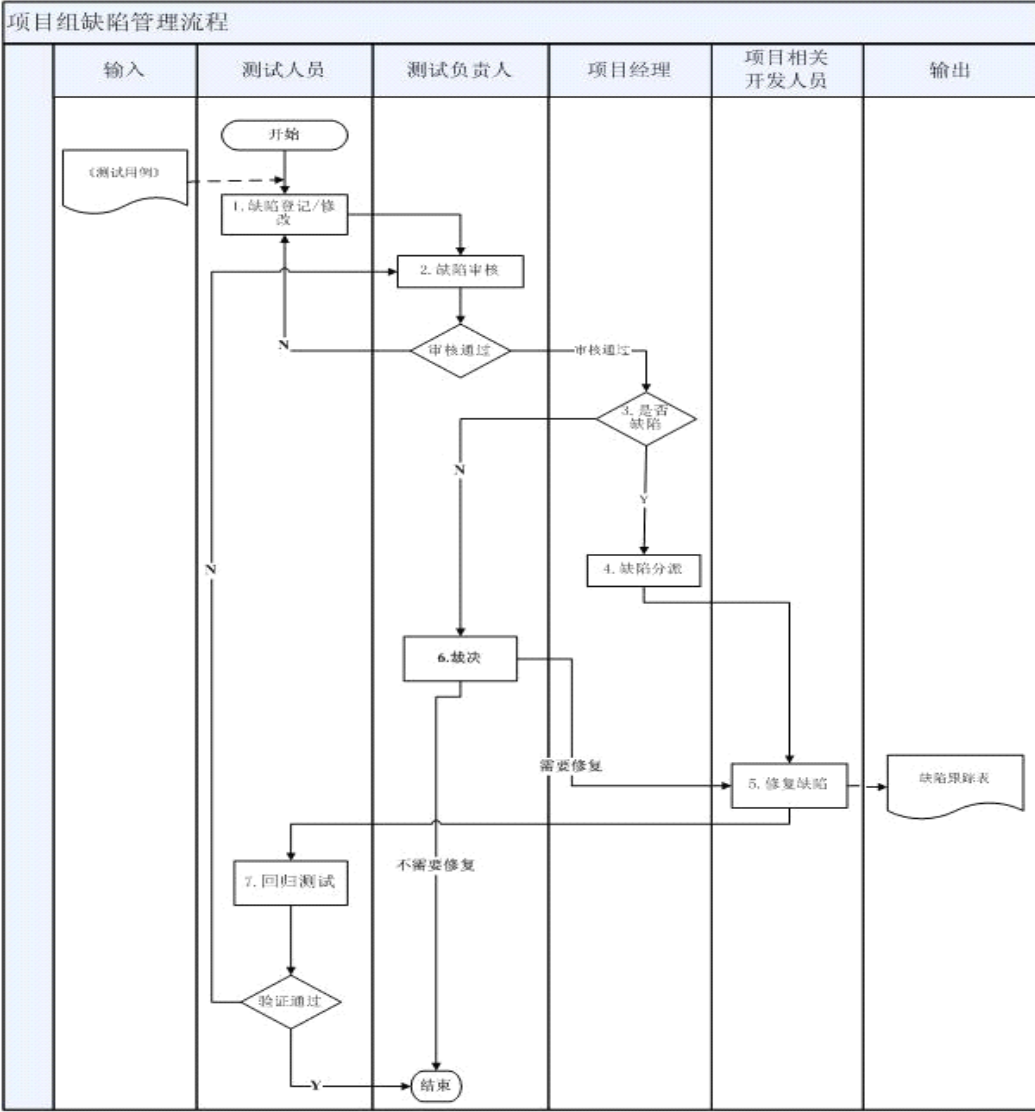 项目组缺陷管理流程
输入
测试人员
测试负责人
项目经理
项目相关
开发人员
输出
开始
《测试用例》
1.缺陷登记/修
改
2.缺陷审核
N
审核通过
审核通过
3.是否
缺陷
N
Y
N
4.缺陷分派
6.裁决
需要修复
5.修复缺陷
缺陷跟踪表
不需要修复
7.回归测试
验证通过
Y
结束